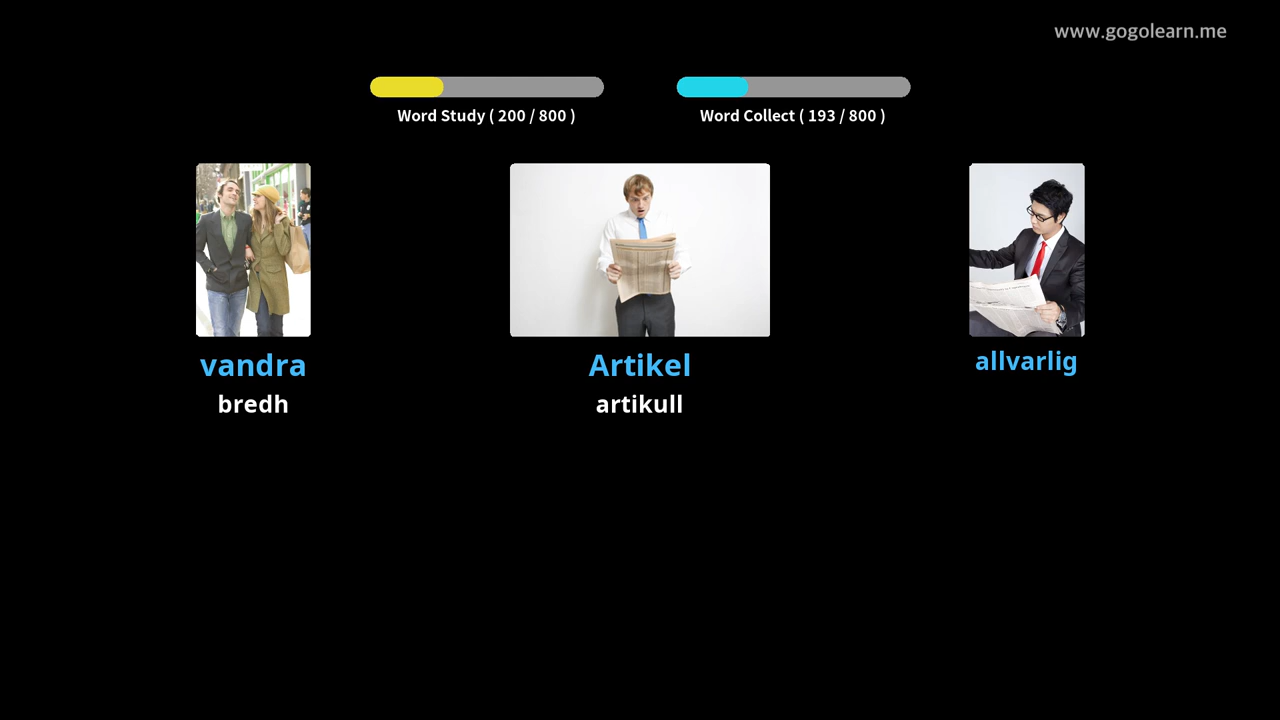 www.gogolearn.me
Word Study ( 200 / 800 )
Word Collect ( 193 / 800 )
vandra
Artikel
allvarlig
bredh
artikull